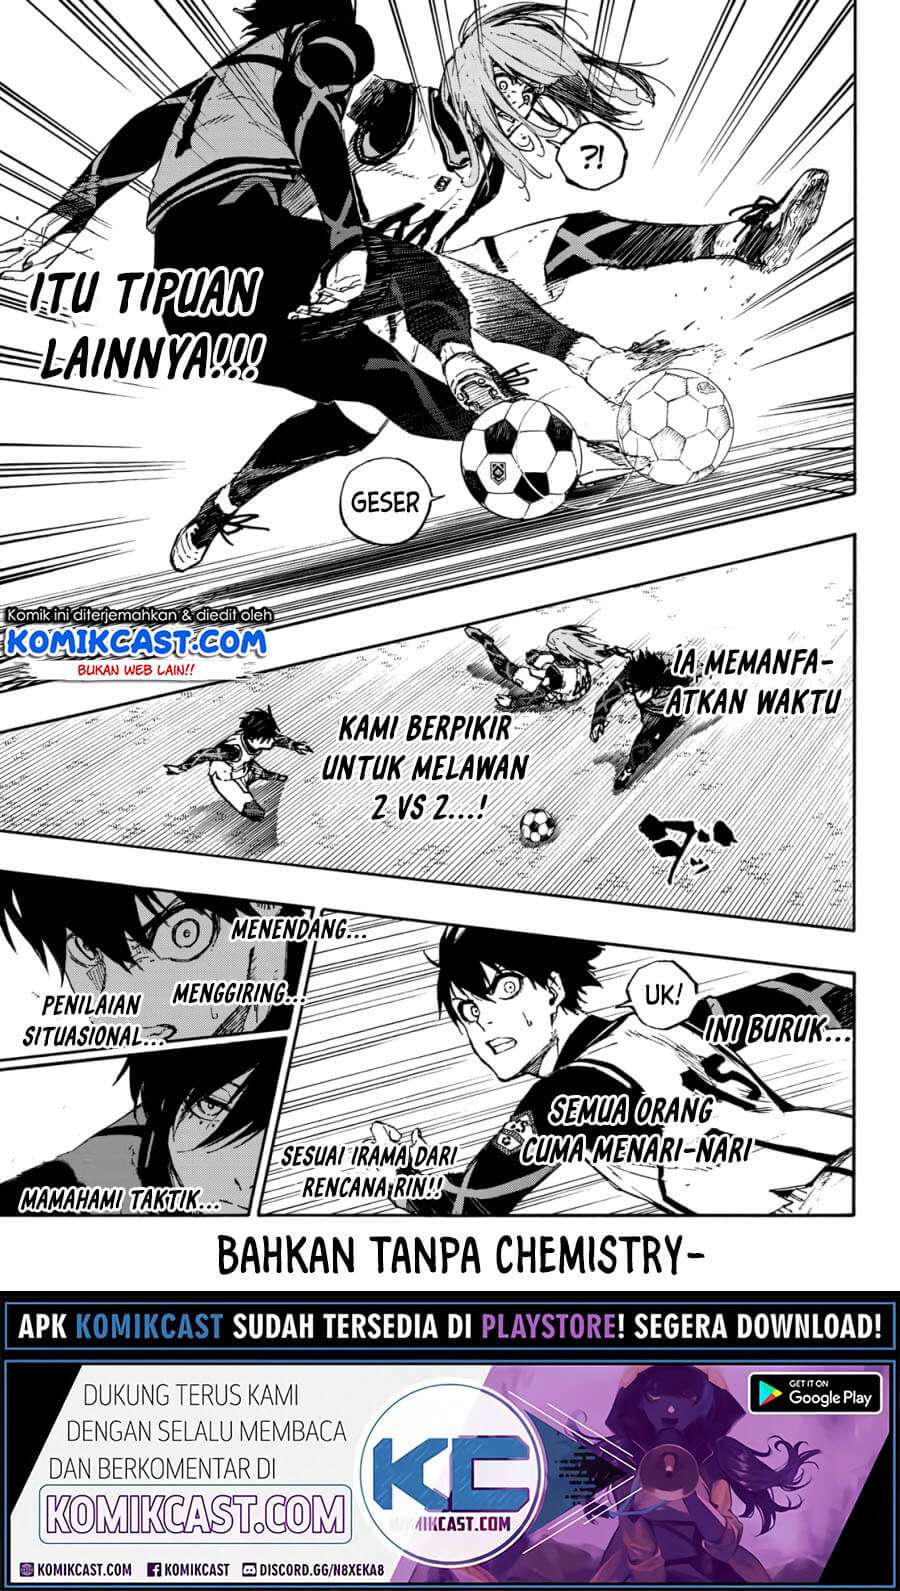 ?!
ITU TIPUAN
LAINNYA!!!
GESER
Komik ini diterjemahkan & diedit oleh
KOMIKCAST.COM
BUKAN WEB LAIN!!
IA MEMANFA-
ATKAN WAKTU
KAMI BERPIKIR
UNTUK MELAWAN
2 VS 2...!
MENENDANG...
MENGGIRING...
PENILAIAN
SITUASIONAL...
MAMAHAMI TAKTIK...
UK!
INI BURUK...
15
SEMUA ORANG
CUMA MENARI-NARI
SESUAI IRAMA DARI
RENCANA RIN!!
BAHKAN TANPA CHEMISTRY-
APK KOMIKCAST SUDAH TERSEDIA DI PLAYSTORE! SEGERA DOWNLOAD!
DUKUNG TERUS KAMI
DENGAN SELALU MEMBACA
DAN BERKOMENTAR DI
KOMIKCAST.COM
KC
KOMIKCAST.COM
GET IT ON
Google Play
KOMIKCAST.COM
KOMIKCAST
DISCORD.GG/N8XEKA8